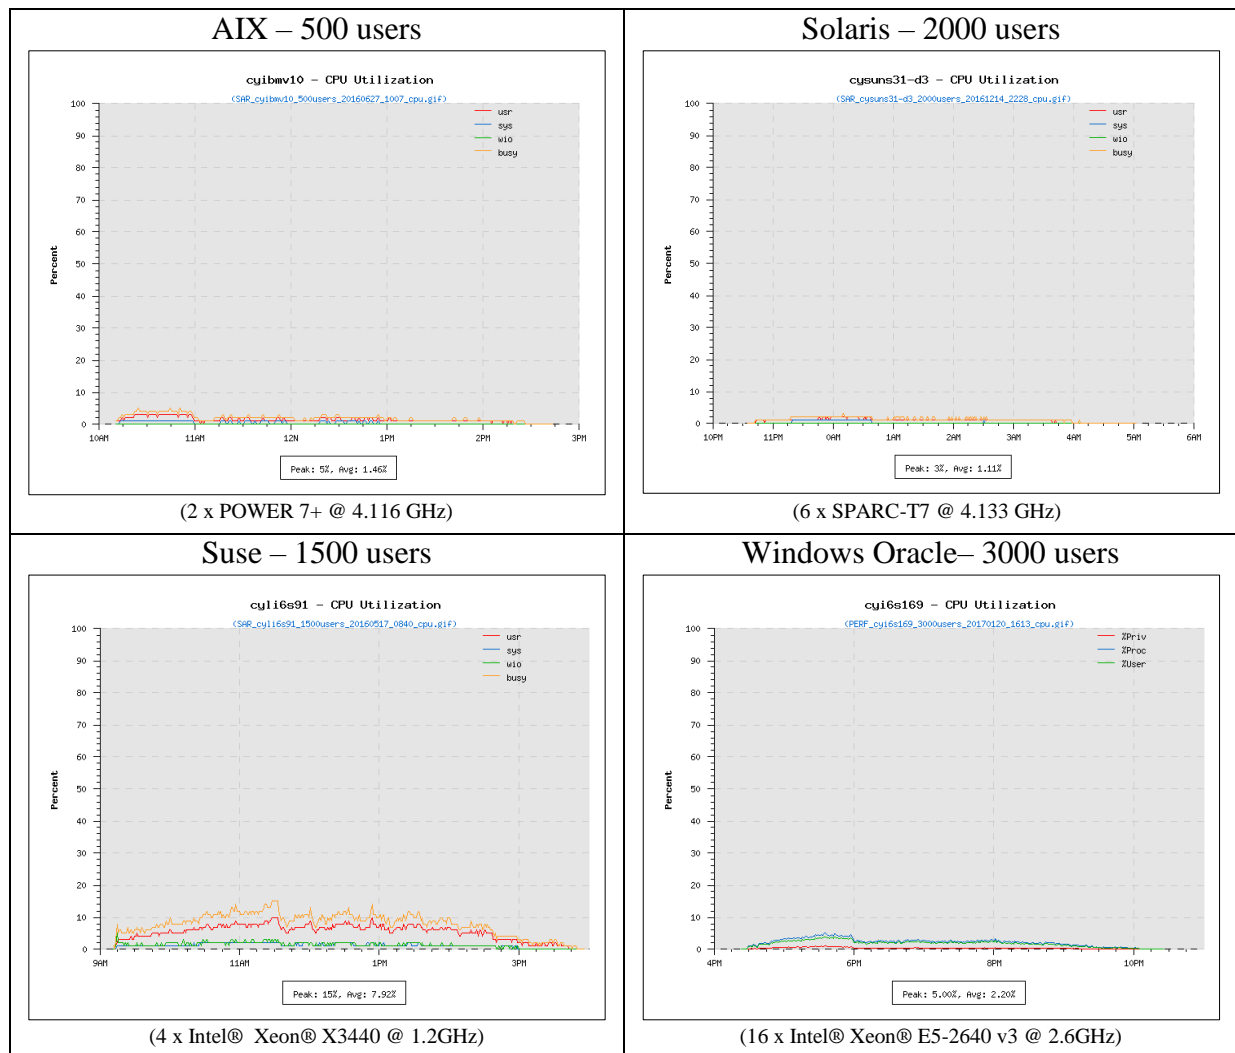 AIX – 500 users
cyibmv10 - CPU Utilization
(SAR_cyibmv10_500users_20160627_1007_cpu.gif)
100
90
80
70
60
50
40
30
20
10
0
Percent
usr
sys
wio
busy
10AM 11AM 12N 1PM 2PM 3PM
Peak: 5%, Avg: 1.46%
(2 x POWER 7+ @ 4.116 GHz)
Solaris – 2000 users
cysuns31-d3 - CPU Utilization
(SAR_cysuns31-d3_2000users_20161214_2228_cpu.gif)
100
90
80
70
60
50
40
30
20
10
0
Percent
usr
sys
wio
busy
10PM 11PM 0AM 1AM 2AM 3AM 4AM 5AM 6AM
Peak: 3%, Avg: 1.11%
(6 x SPARC-T7 @ 4.133 GHz)
Suse – 1500 users
cyli6s91 - CPU Utilization
(SAR_cyli6s91_1500users_20160517_0840_cpu.gif)
100
90
80
70
60
50
40
30
20
10
0
Percent
usr
sys
wio
busy
9AM 11AM 1PM 3PM
Peak: 15%, Avg: 7.92%
(4 x Intel® Xeon® X3440 @ 1.2GHz)
Windows Oracle– 3000 users
cyi6s169 - CPU Utilization
(PERF_cyi6s169_3000users_20170120_1613_cpu.gif)
100
90
80
70
60
50
40
30
20
10
0
Percent
%Priv
%Proc
%User
4PM 6PM 8PM 10PM
Peak: 5.00%, Avg: 2.20%
(16 x Intel® Xeon® E5-2640 v3 @ 2.6GHz)